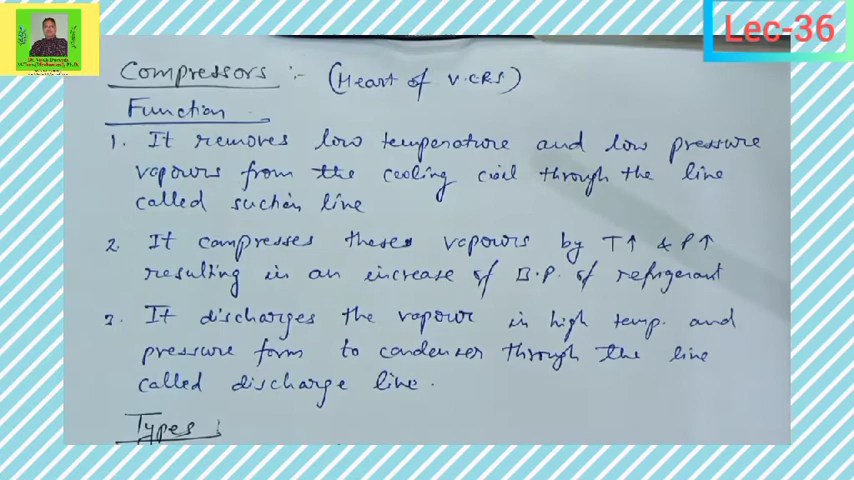 Lec-36
Compressors :- (Heart of V.CRS)
Function
1. It removes low temperature and low pressure
vapours from the cooling coil through the line
called suction line
2. It compresses these vapours by T↑ & P↑
resulting in an increase of B.P. of refrigerant
3. It discharges the vapour in high temp. and
pressure form to condenser through the line
called discharge line.
Types :